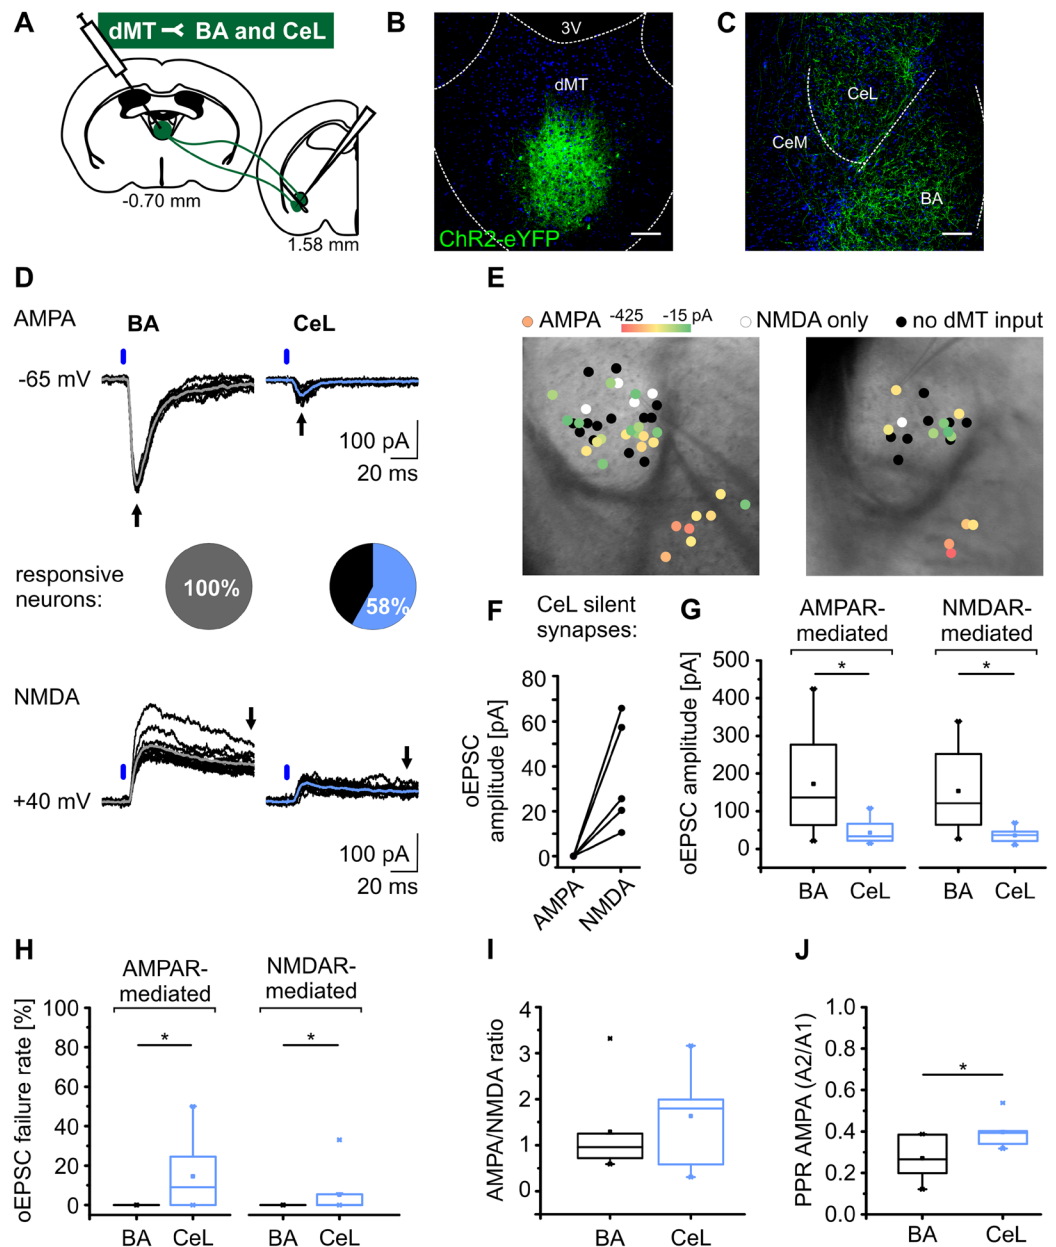 A
dMT BA and CeL
-0.70 mm
1.58 mm
B
3V
dMT
ChR2-eYFP
C
CeL
CeM
BA
D
AMPA
BA
CeL
-65 mV
100 pA
20 ms
responsive
neurons:
100%
58%
NMDA
+40 mV
100 pA
20 ms
E
AMPA
-425
-15 pA
NMDA only
no dMT input
F
CeL silent
synapses:
oEPSC
amplitude [pA]
80
60
40
20
0
AMPA
NMDA
G
AMPAR-
mediated
NMDAR-
mediated
oEPSC amplitude [pA]
500
400
300
200
150
100
50
0
*
*
BA
CeL
BA
CeL
H
AMPAR-
mediated
NMDAR-
mediated
oEPSC failure rate [%]
100
80
60
40
20
0
*
*
BA
CeL
BA
CeL
I
AMPA/NMDA ratio
4
3
2
1
0
BA
CeL
J
PPR AMPA (A2/A1)
1.0
0.8
0.6
0.4
0.2
0.0
*
BA
CeL